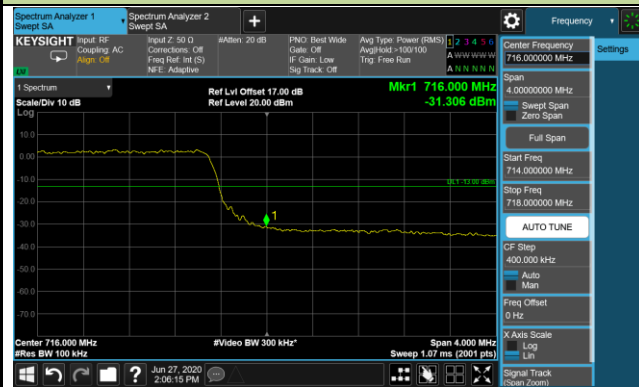 Spectrum Analyzer 1
Swept SA
Spectrum Analyzer 2
Swept SA
Frequency
KEYSIGHT
Input: RF
Coupling: AC
Align: Off
Input Z: 50 Ω
Corrections: Off
Freq Ref: Int (S)
NFE: Adaptive
#Atten: 20 dB
PNO: Best Wide
Gate: Off
IF Gain: Low
Sig Track: Off
Avg Type: Power (RMS)
Avg|Hold:>100/100
Trig: Free Run
1 2 3 4 5 6
A W W W W W
A N N N N N
LXI
1 Spectrum
Scale/Div 10 dB
Log
Ref Lvl Offset 17.00 dB
Ref Level 20.00 dBm
Mkr1 716.000 MHz
-31.306 dBm
10.0
0.00
-10.0
-20.0
-30.0
-40.0
-50.0
-60.0
-70.0
DL1 -13.00 dBm
1
Center 716.000 MHz
#Res BW 100 kHz
#Video BW 300 kHz*
Span 4.000 MHz
Sweep 1.07 ms (2001 pts)
Jun 27, 2020
2:06:15 PM
Center Frequency
716.000000 MHz
Settings
Span
4.00000000 MHz
Swept Span
Zero Span
Full Span
Start Freq
714.000000 MHz
Stop Freq
718.000000 MHz
AUTO TUNE
CF Step
400.000 kHz
Auto
Man
Freq Offset
0 Hz
X Axis Scale
Log
Lin
Signal Track
(Span Zoom)